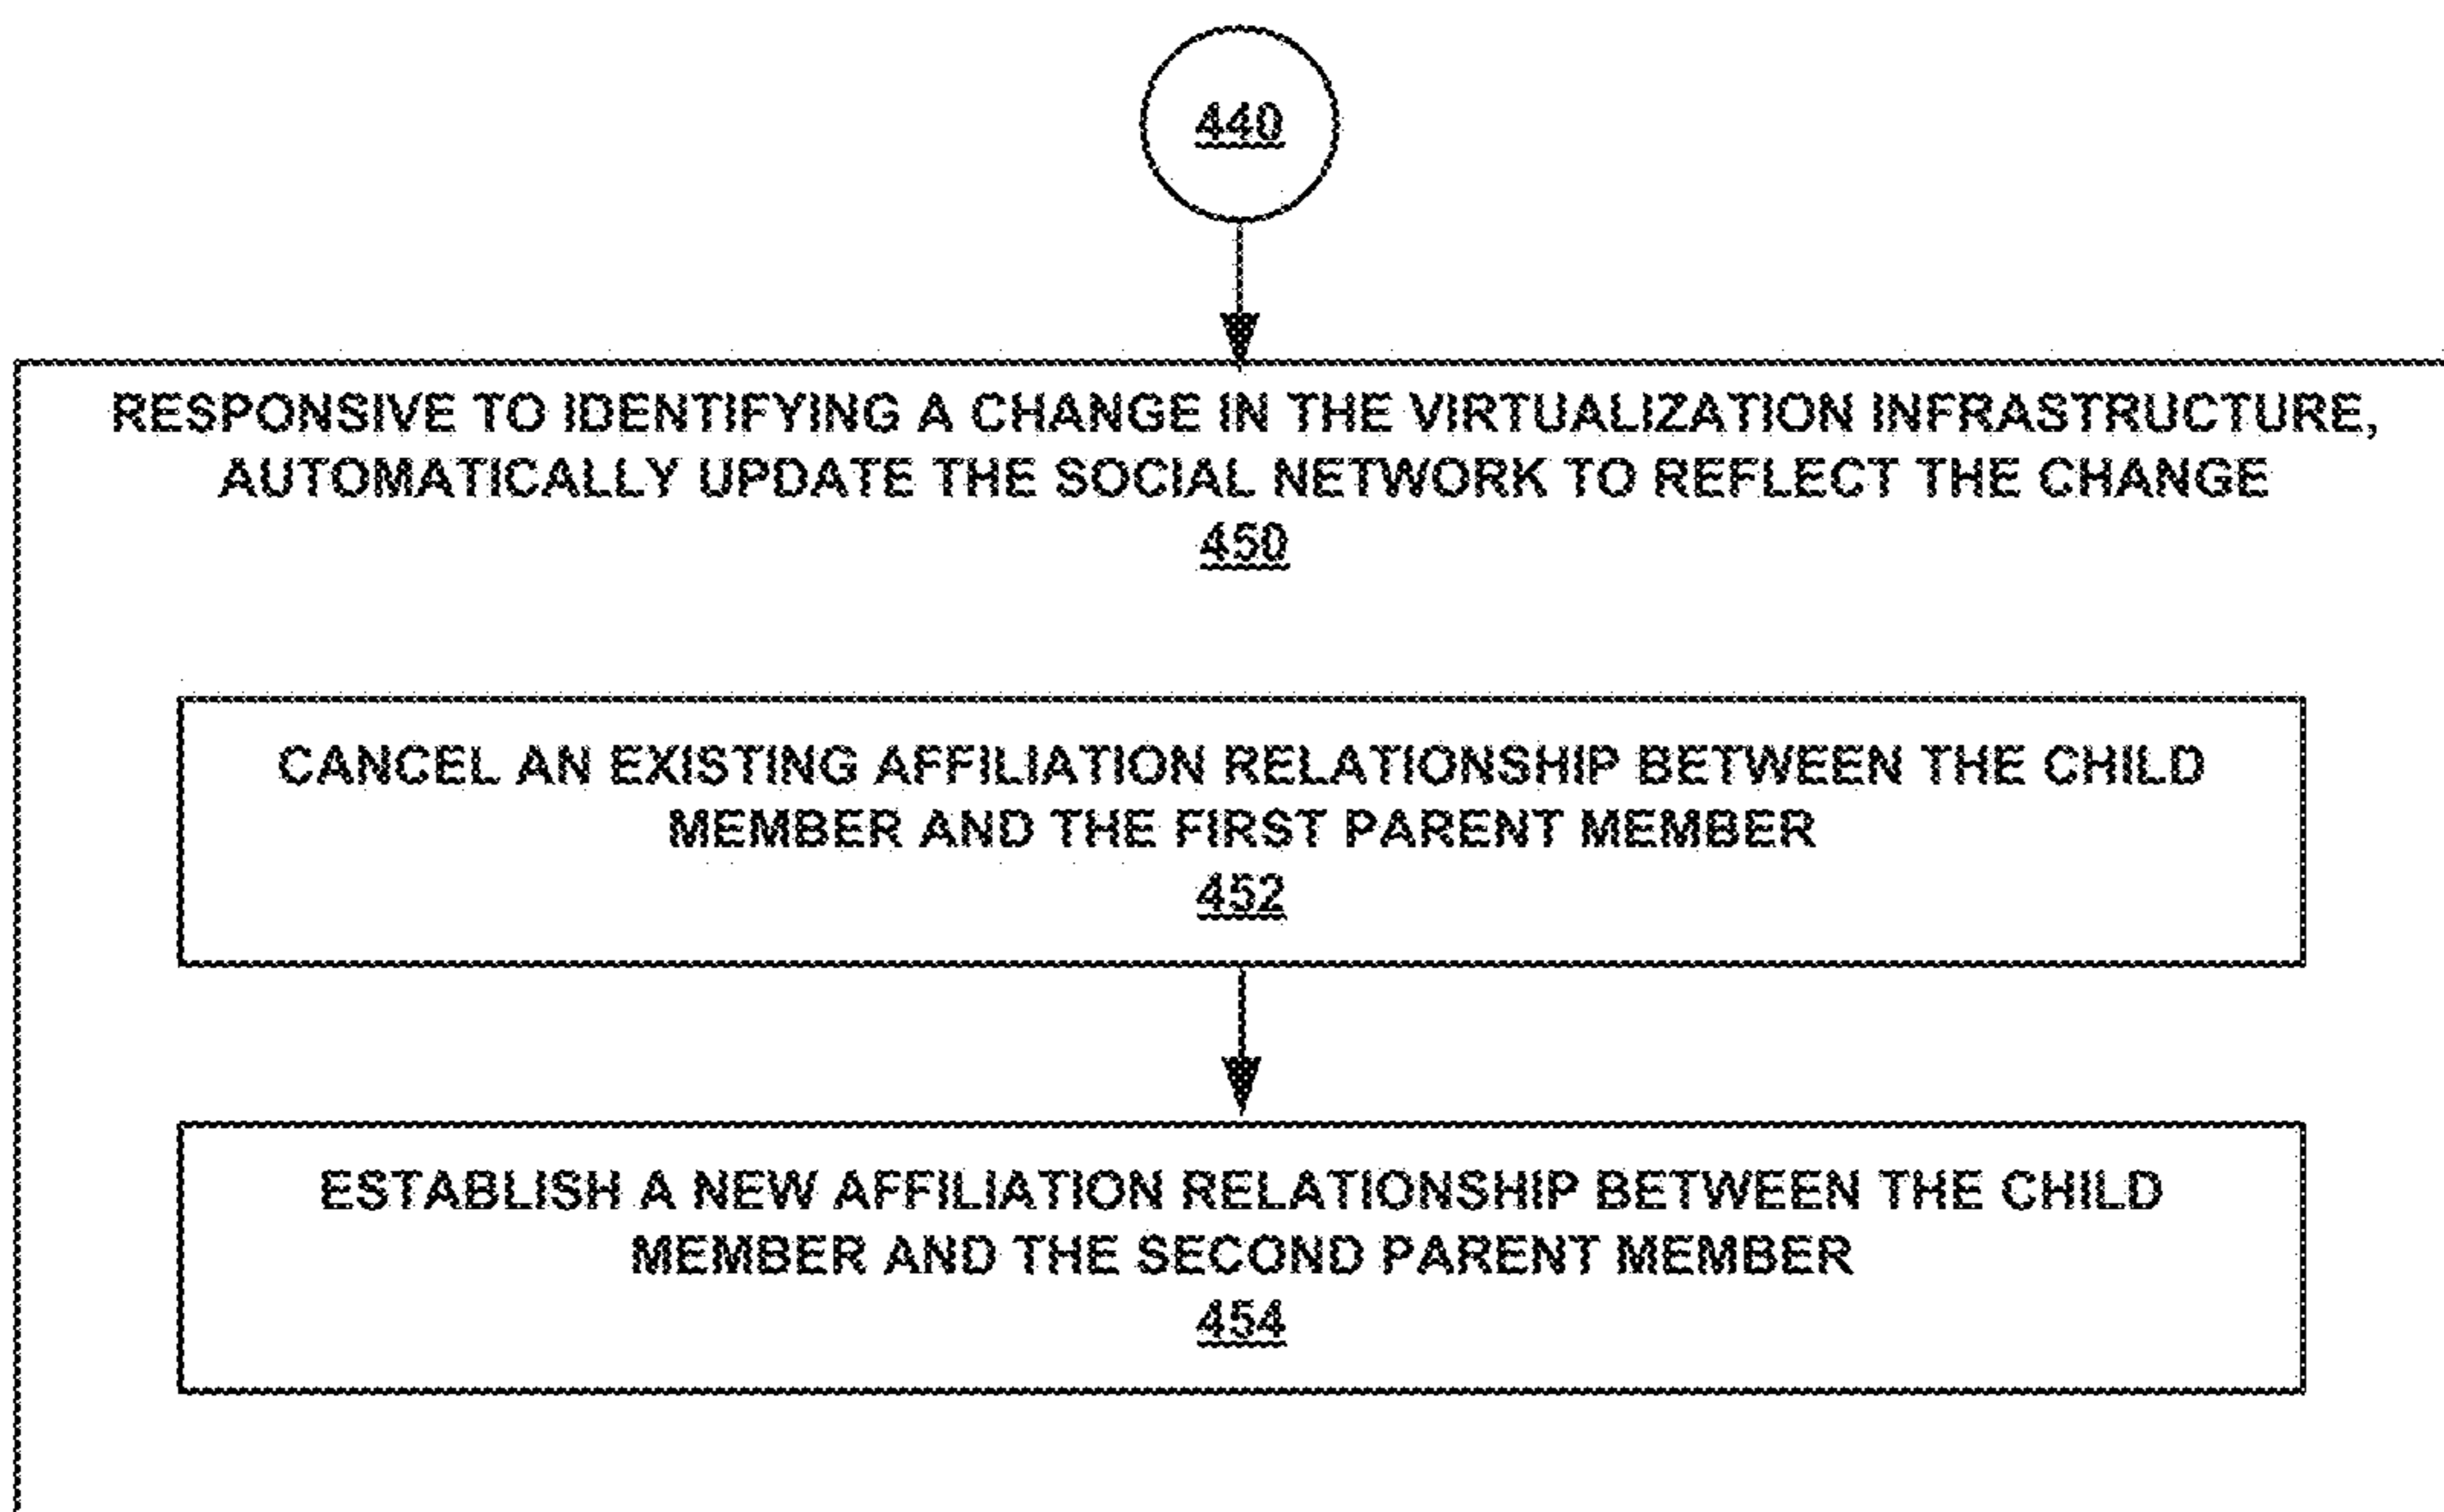 440
RESPONSIVE TO IDENTIFYING A CHANGE IN THE VIRTUALIZATION INFRASTRUCTURE,
AUTOMATICALLY UPDATE THE SOCIAL NETWORK TO REFLECT THE CHANGE
450
CANCEL AN EXISTING AFFILIATION RELATIONSHIP BETWEEN THE CHILD
MEMBER AND THE FIRST PARENT MEMBER
452
ESTABLISH A NEW AFFILIATION RELATIONSHIP BETWEEN THE CHILD
MEMBER AND THE SECOND PARENT MEMBER
454